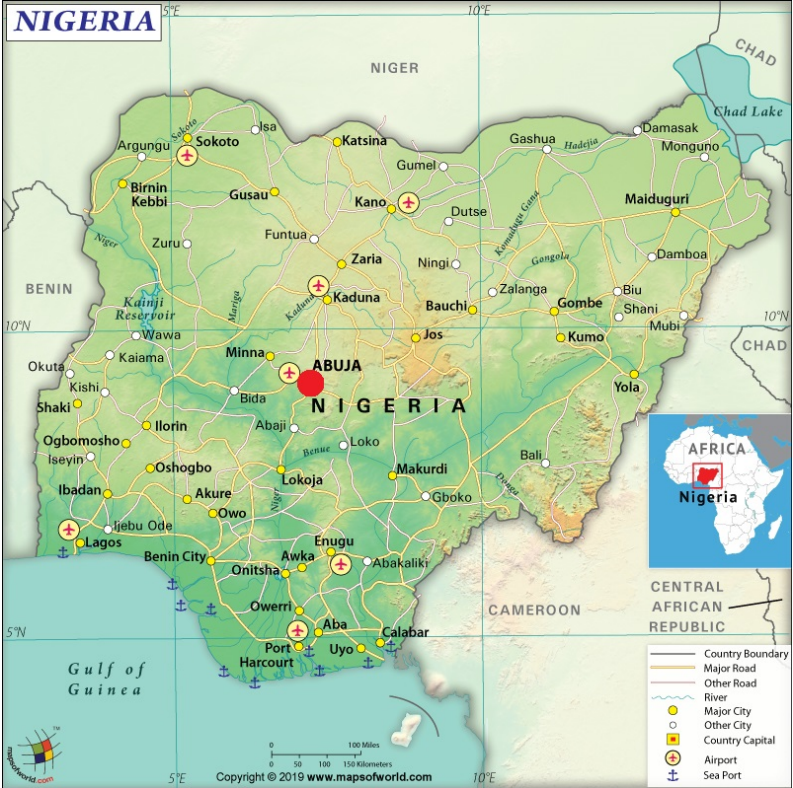 NIGERIA
5°E
10°E
NIGER
CHAD
Chad Lake
Sokoto
Sokoto
Isa
Katsina
Gashua
Hadejia
Damasak
Monguno
Argungu
Gumel
Birnin
Kebbi
Gusau
Kano
Dutse
Komadugu Gana
Maiduguri
Niger
Zuru
Funtua
Zaria
Ningi
Gongola
Damboa
BENIN
Kainji
Reservoir
Mariga
Kaduna
Kaduna
Zalanga
Bauchi
Gombe
Biu
Shani
Mubi
10°N
10°N
Wawa
Jos
Kumo
CHAD
Kaiama
Minna
ABUJA
Okuta
Kishi
Bida
Yola
Shaki
NIGERIA
Ilorin
Abaji
Ogbomosho
Loko
Benue
Iseyin
Bali
Oshogbo
Lokoja
Makurdi
Donga
Ibadan
Akure
Niger
Gboko
Owo
Ijebu Ode
Lagos
Benin City
Enugu
Awka
Onitsha
Abakaliki
Owerri
CAMEROON
CENTRAL
AFRICAN
REPUBLIC
5°N
Aba
Calabar
Port
Harcourt
Uyo
Gulf of
Guinea
AFRICA
Nigeria
Country Boundary
Major Road
Other Road
River
Major City
Other City
Country Capital
Airport
Sea Port
TM
mapsofworld.com
0 100 Miles
0 50 100 150 Kilometers
5°E
10°E
Copyright © 2019 www.mapsofworld.com